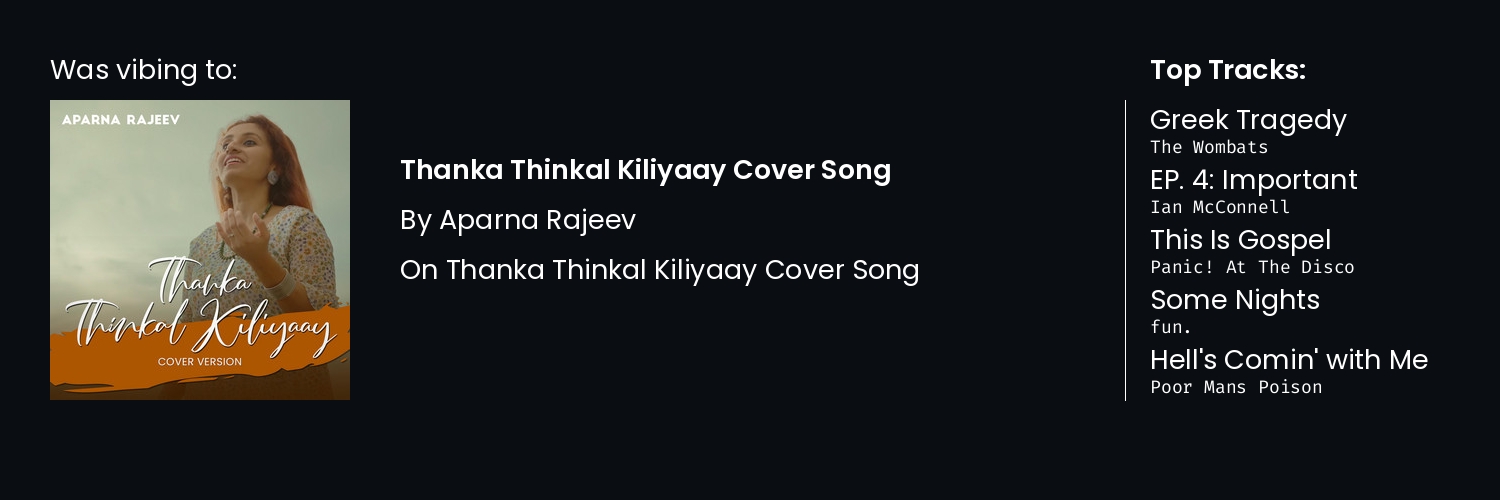 Was vibing to:
APARNA RAJEEV
Thanka
Thinkal Kiliyaay
COVER VERSION
Thanka Thinkal Kiliyaay Cover Song
By Aparna Rajeev
On Thanka Thinkal Kiliyaay Cover Song
Top Tracks:
Greek Tragedy
The Wombats
EP. 4: Important
Ian McConnell
This Is Gospel
Panic! At The Disco
Some Nights
fun.
Hell's Comin' with Me
Poor Mans Poison